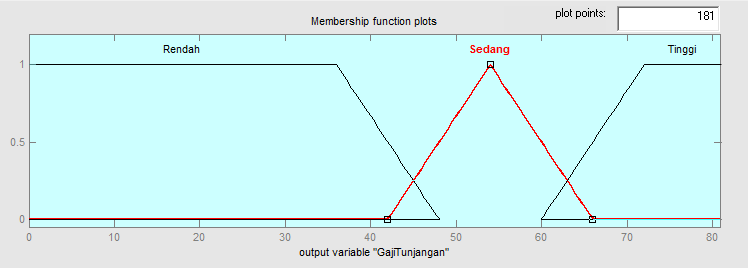 plot points: 181
Membership function plots
Rendah Sedang Tinggi
1
0.5
0
0 10 20 30 40 50 60 70 80
output variable "GajiTunjangan"